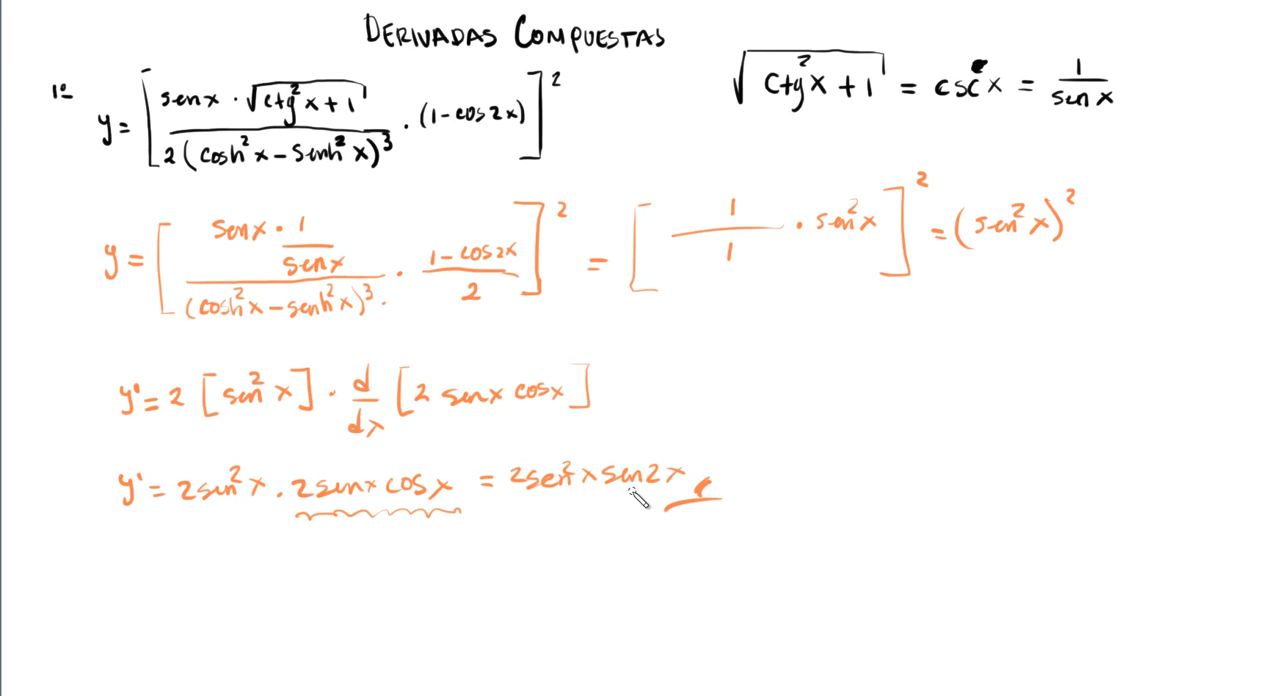 DERIVADAS COMPUESTAS
1º y = [ (sen x · √(ctg²x + 1)) / (2(cosh²x − senh²x)³) · (1 − cos 2x) ]²
√(ctg²x + 1) = csc x = 1 / sen x
y = [ (sen x · 1/sen x) / (cosh²x − senh²x)³ · (1 − cos 2x)/2 ]² = [ 1/1 · sen²x ]² = (sen²x)²
y' = 2 [sen²x] · d/dx [2 sen x cos x]
y' = 2sen²x · 2sen x cos x = 2sen²x sen2x